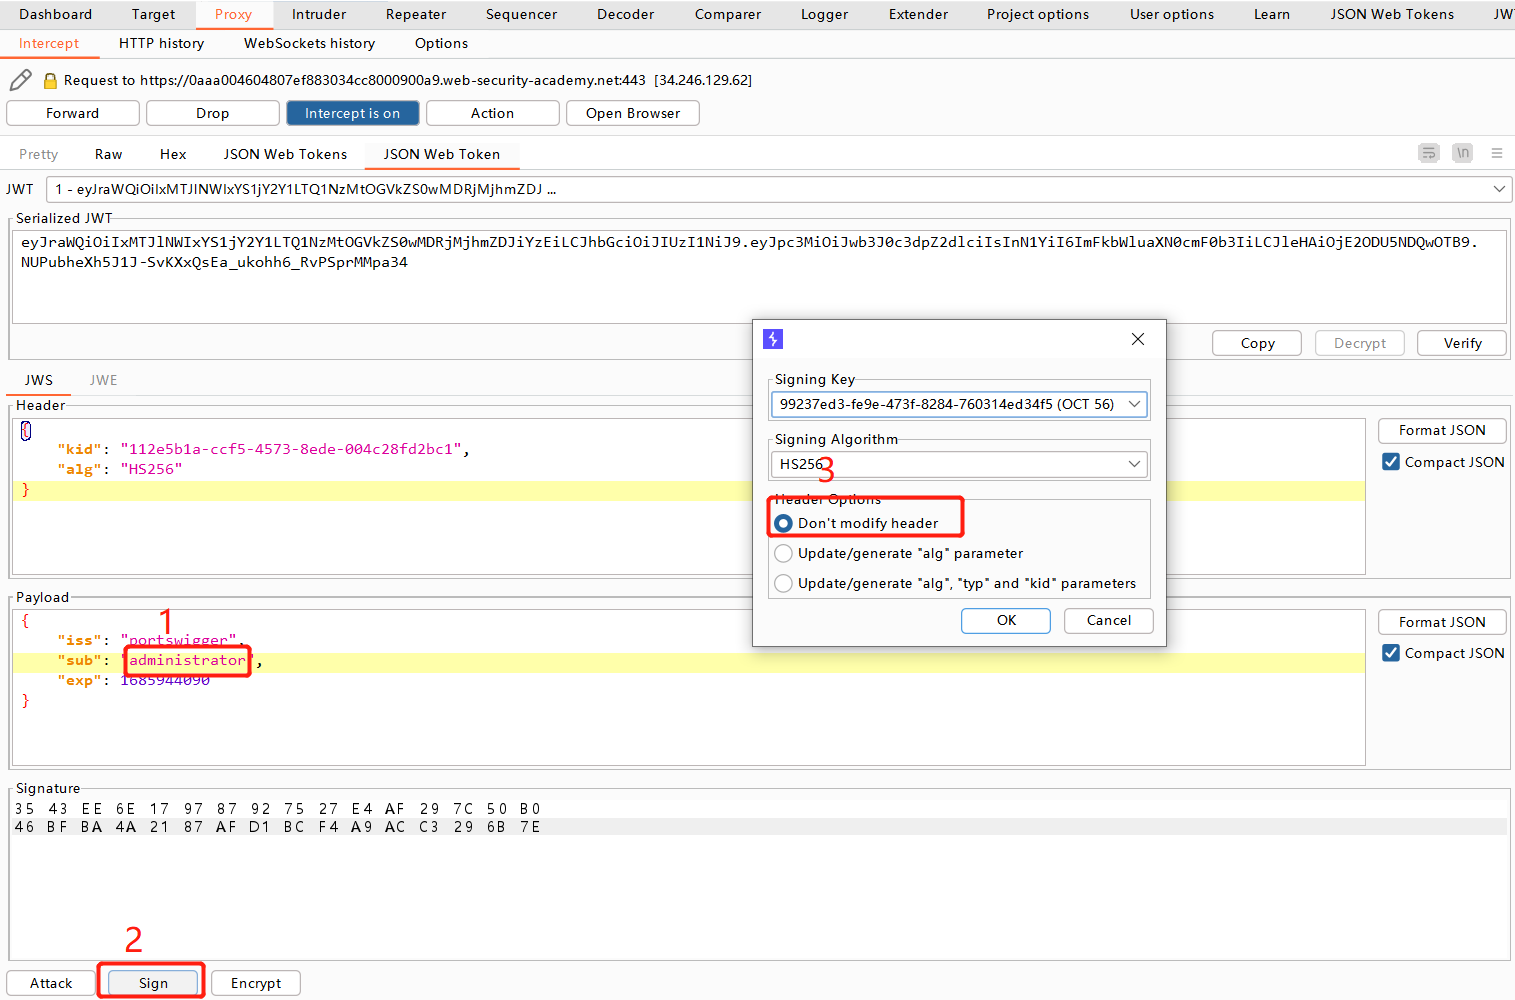 Dashboard Target Proxy Intruder Repeater Sequencer Decoder Comparer Logger Extender Project options User options Learn JSON Web Tokens JW
Intercept HTTP history WebSockets history Options
Request to https://0aaa004604807ef883034cc8000900a9.web-security-academy.net:443 [34.246.129.62]
Forward Drop Intercept is on Action Open Browser
Pretty Raw Hex JSON Web Tokens JSON Web Token \n
JWT 1 - eyJraWQiOiIxMTJlNWIxYS1jY2Y1LTQ1NzMtOGVkZS0wMDRjMjhmZDJ ...
Serialized JWT
eyJraWQiOiIxMTJlNWIxYS1jY2Y1LTQ1NzMtOGVkZS0wMDRjMjhmZDJiYzEiLCJhbGciOiJIUzI1NiJ9.eyJpc3MiOiJwb3J0c3dpZ2dlciIsInN1YiI6ImFkbWluaXN0cmF0b3IiLCJleHAiOjE2ODU5NDQwOTB9.
NUPubheXh5J1J-SvKXxQsEa_ukohh6_RvPSprMMpa34
Copy Decrypt Verify
JWS JWE
Header
{
"kid": "112e5b1a-ccf5-4573-8ede-004c28fd2bc1",
"alg": "HS256"
}
Format JSON
Compact JSON
Signing Key
99237ed3-fe9e-473f-8284-760314ed34f5 (OCT 56)
Signing Algorithm
HS256
3
Header Options
Don't modify header
Update/generate "alg" parameter
Update/generate "alg", "typ" and "kid" parameters
OK Cancel
Payload
1
{
"iss": "portswigger",
"sub": "administrator",
"exp": 1685944090
}
Format JSON
Compact JSON
Signature
35 43 EE 6E 17 97 87 92 75 27 E4 AF 29 7C 50 B0
46 BF BA 4A 21 87 AF D1 BC F4 A9 AC C3 29 6B 7E
2
Attack Sign Encrypt